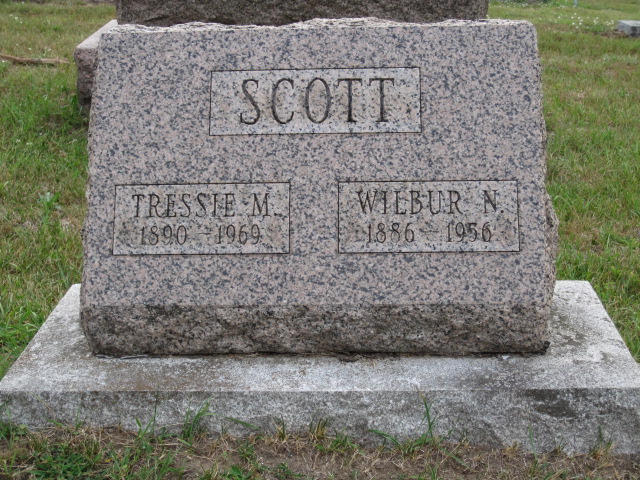 SCOTT
TRESSIE M.
1890 – 1969
WILBUR N.
1886 – 1956